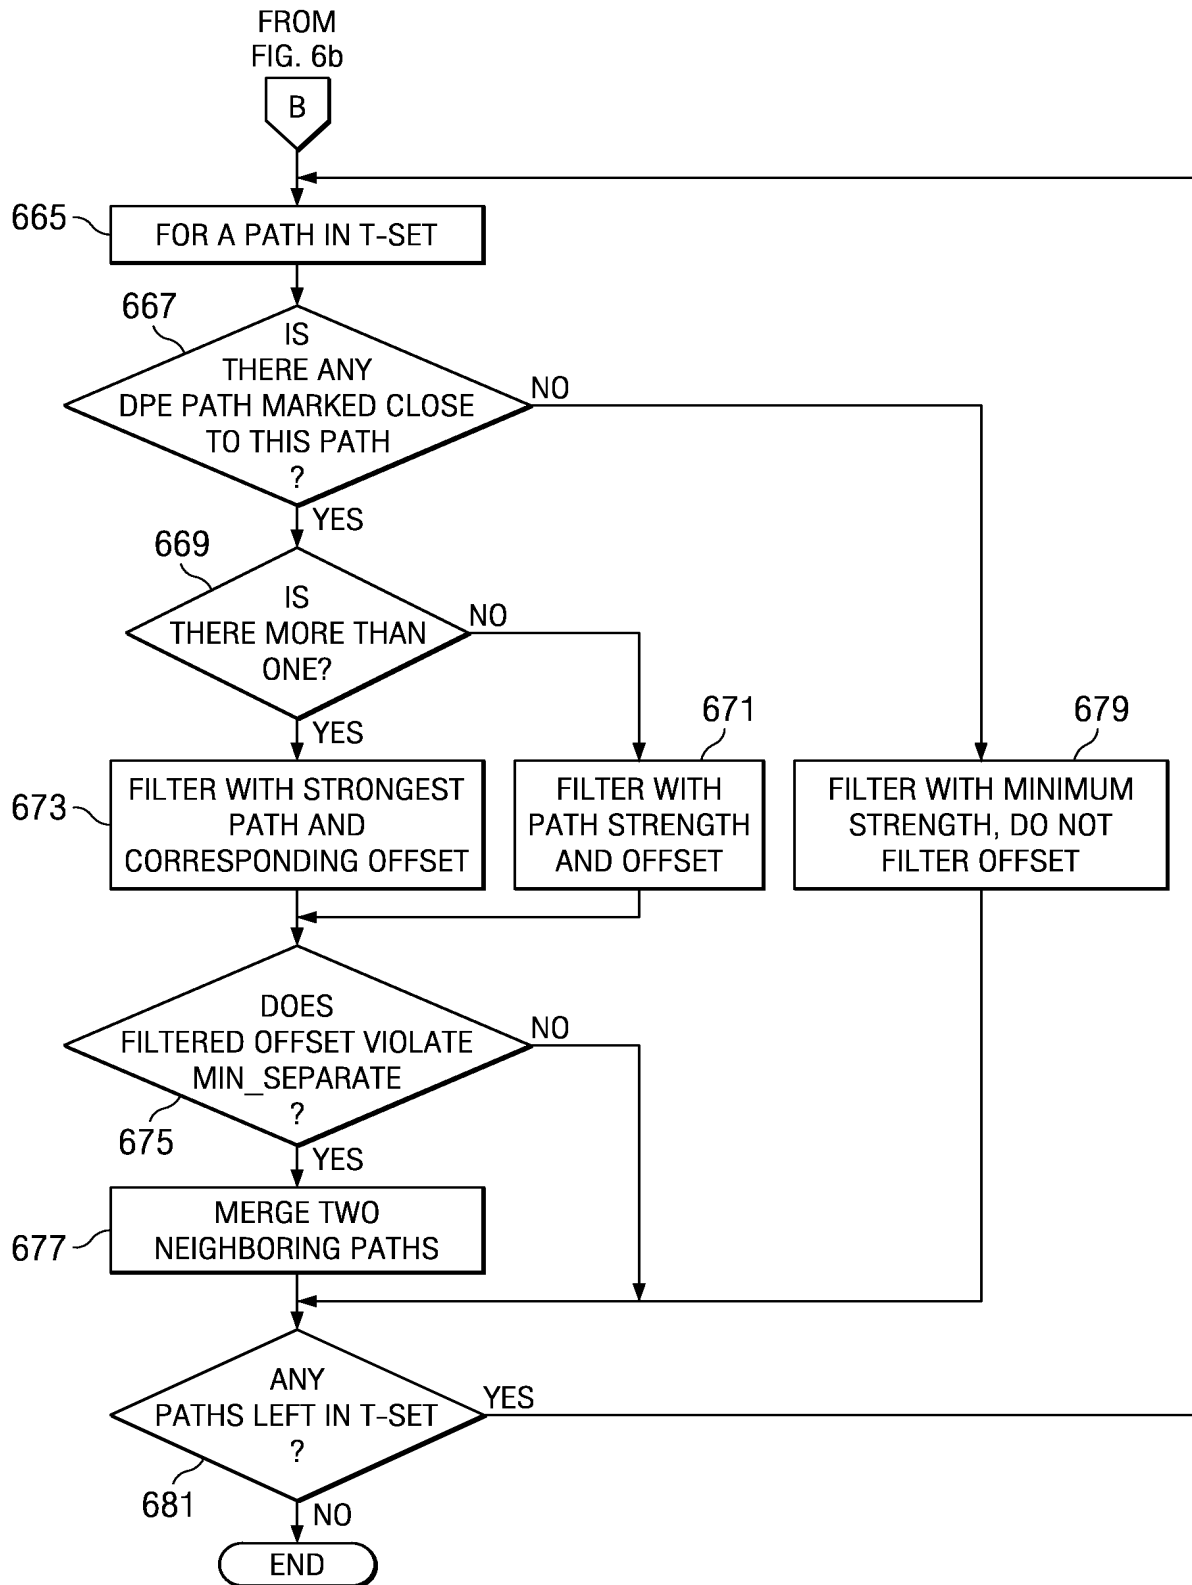 FROM
FIG. 6b
B
665
FOR A PATH IN T-SET
667
IS
THERE ANY
DPE PATH MARKED CLOSE
TO THIS PATH
?
NO
YES
669
IS
THERE MORE THAN
ONE?
NO
YES
671
679
673
FILTER WITH STRONGEST
PATH AND
CORRESPONDING OFFSET
FILTER WITH
PATH STRENGTH
AND OFFSET
FILTER WITH MINIMUM
STRENGTH, DO NOT
FILTER OFFSET
DOES
FILTERED OFFSET VIOLATE
MIN_SEPARATE
?
NO
675
YES
677
MERGE TWO
NEIGHBORING PATHS
ANY
PATHS LEFT IN T-SET
?
YES
681
NO
END